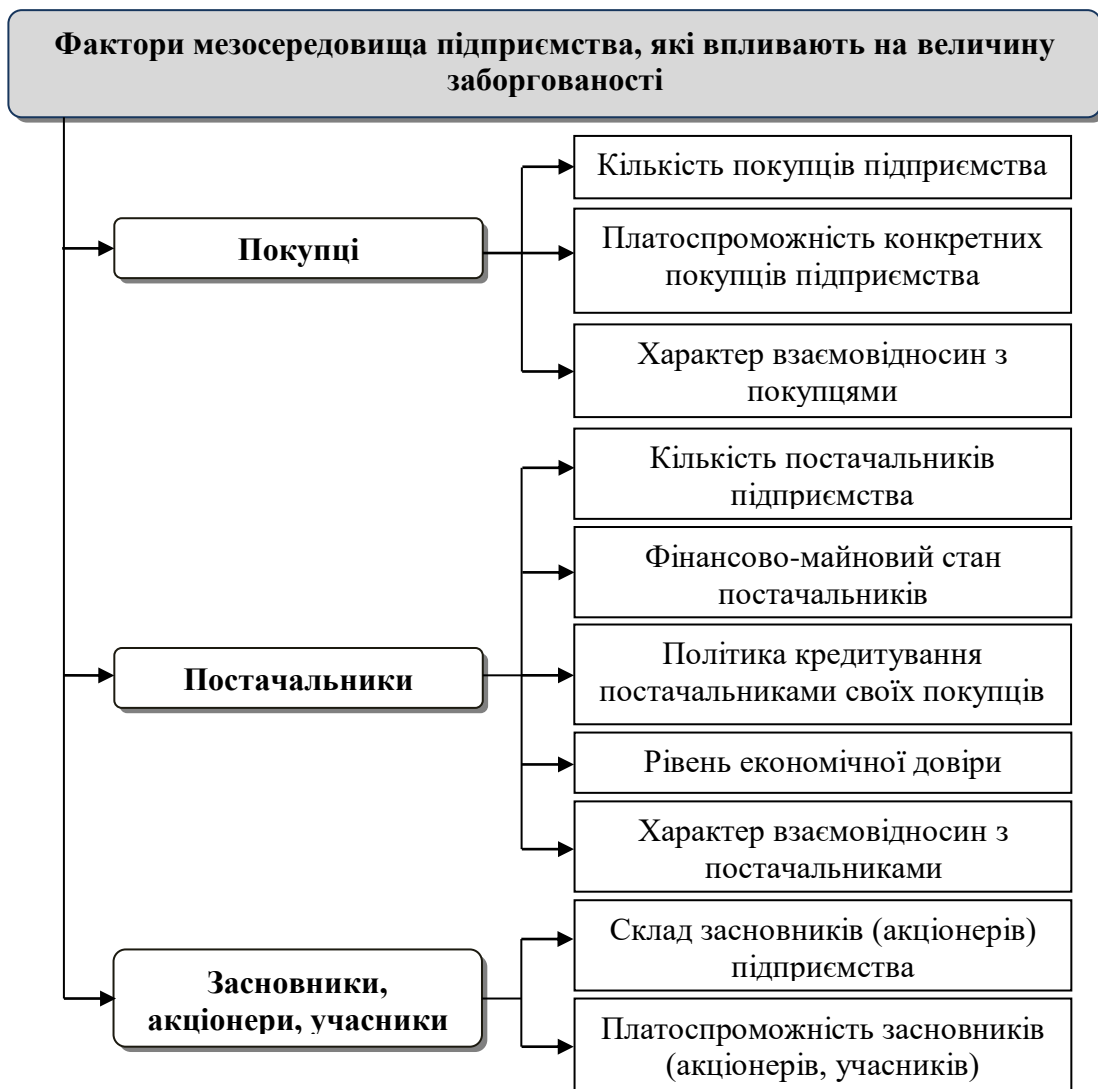 Фактори мезосередовища підприємства, які впливають на величину
заборгованості
Покупці
Кількість покупців підприємства
Платоспроможність конкретних
покупців підприємства
Характер взаємовідносин з
покупцями
Постачальники
Кількість постачальників
підприємства
Фінансово-майновий стан
постачальників
Політика кредитування
постачальниками своїх покупців
Рівень економічної довіри
Характер взаємовідносин з
постачальниками
Засновники,
акціонери, учасники
Склад засновників (акціонерів)
підприємства
Платоспроможність засновників
(акціонерів, учасників)